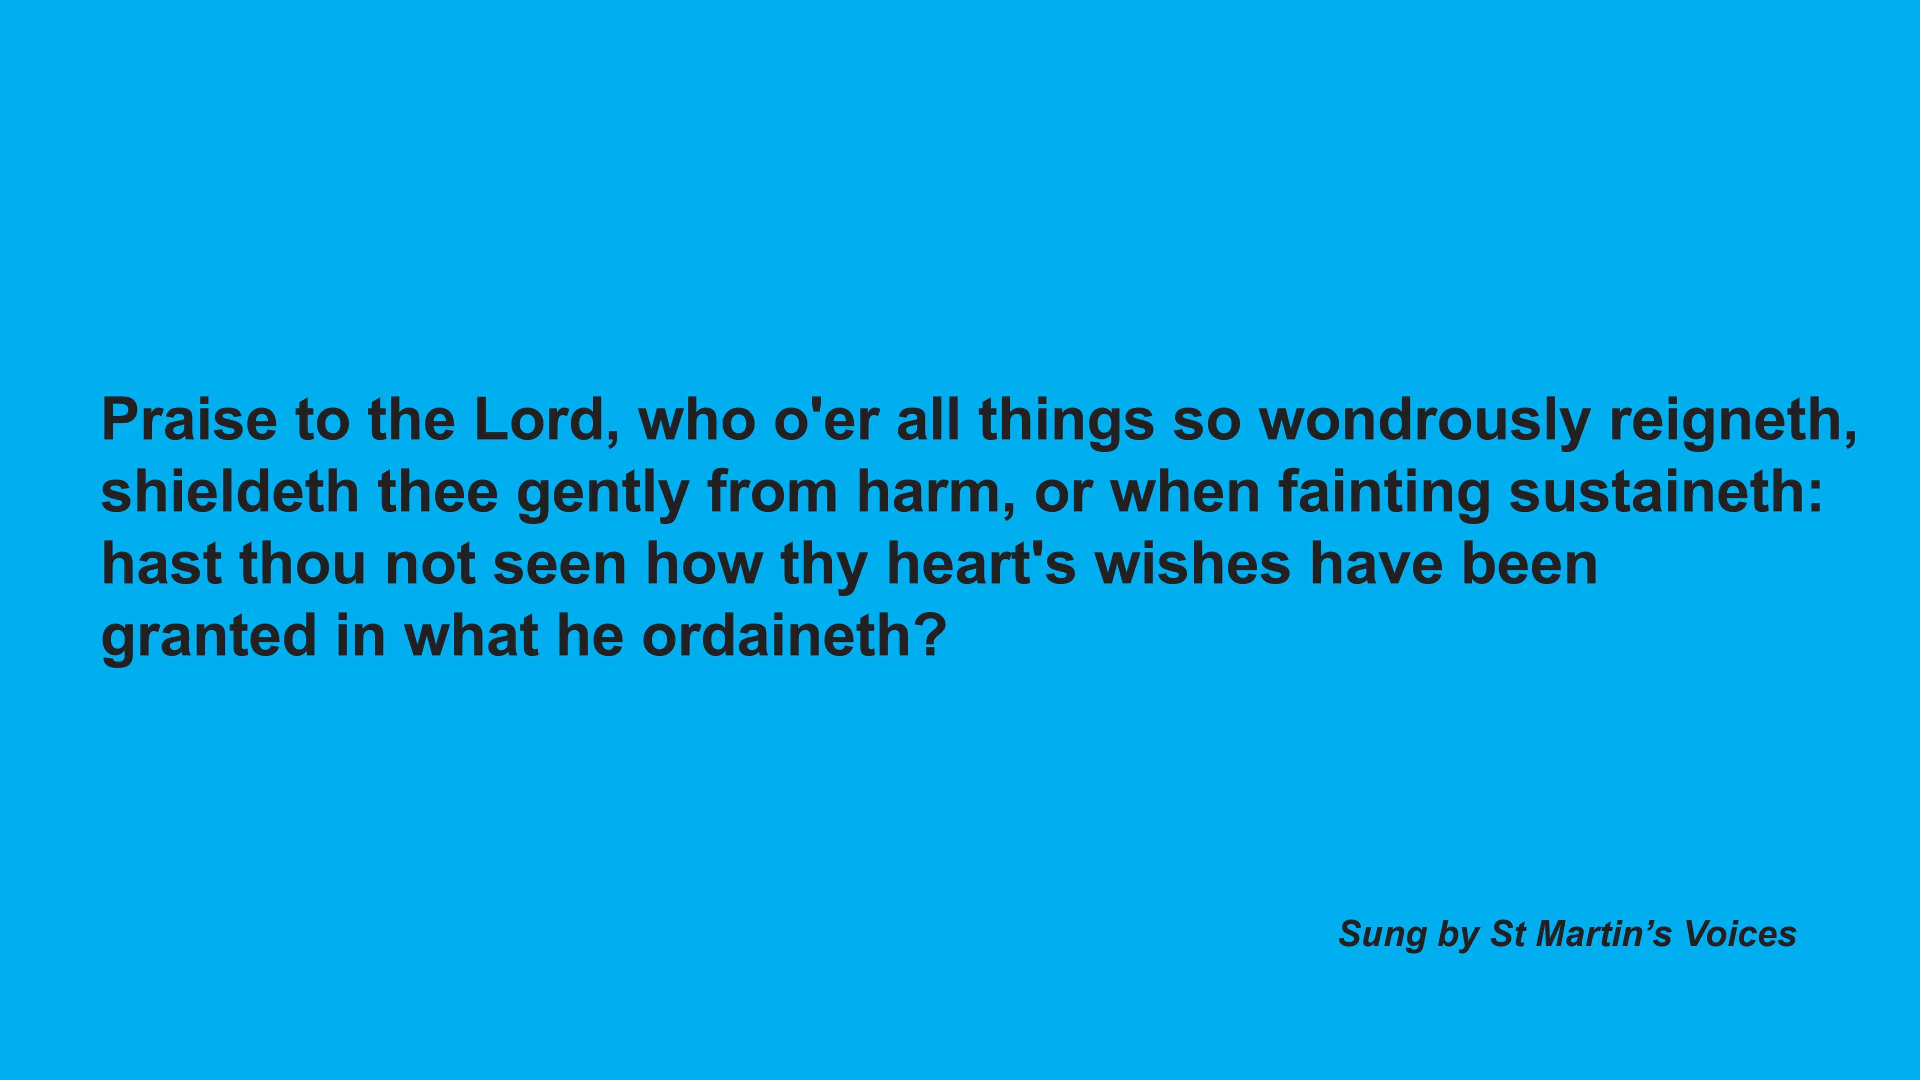 Praise to the Lord, who o'er all things so wondrously reigneth,
shieldeth thee gently from harm, or when fainting sustaineth:
hast thou not seen how thy heart's wishes have been
granted in what he ordaineth?
Sung by St Martin’s Voices